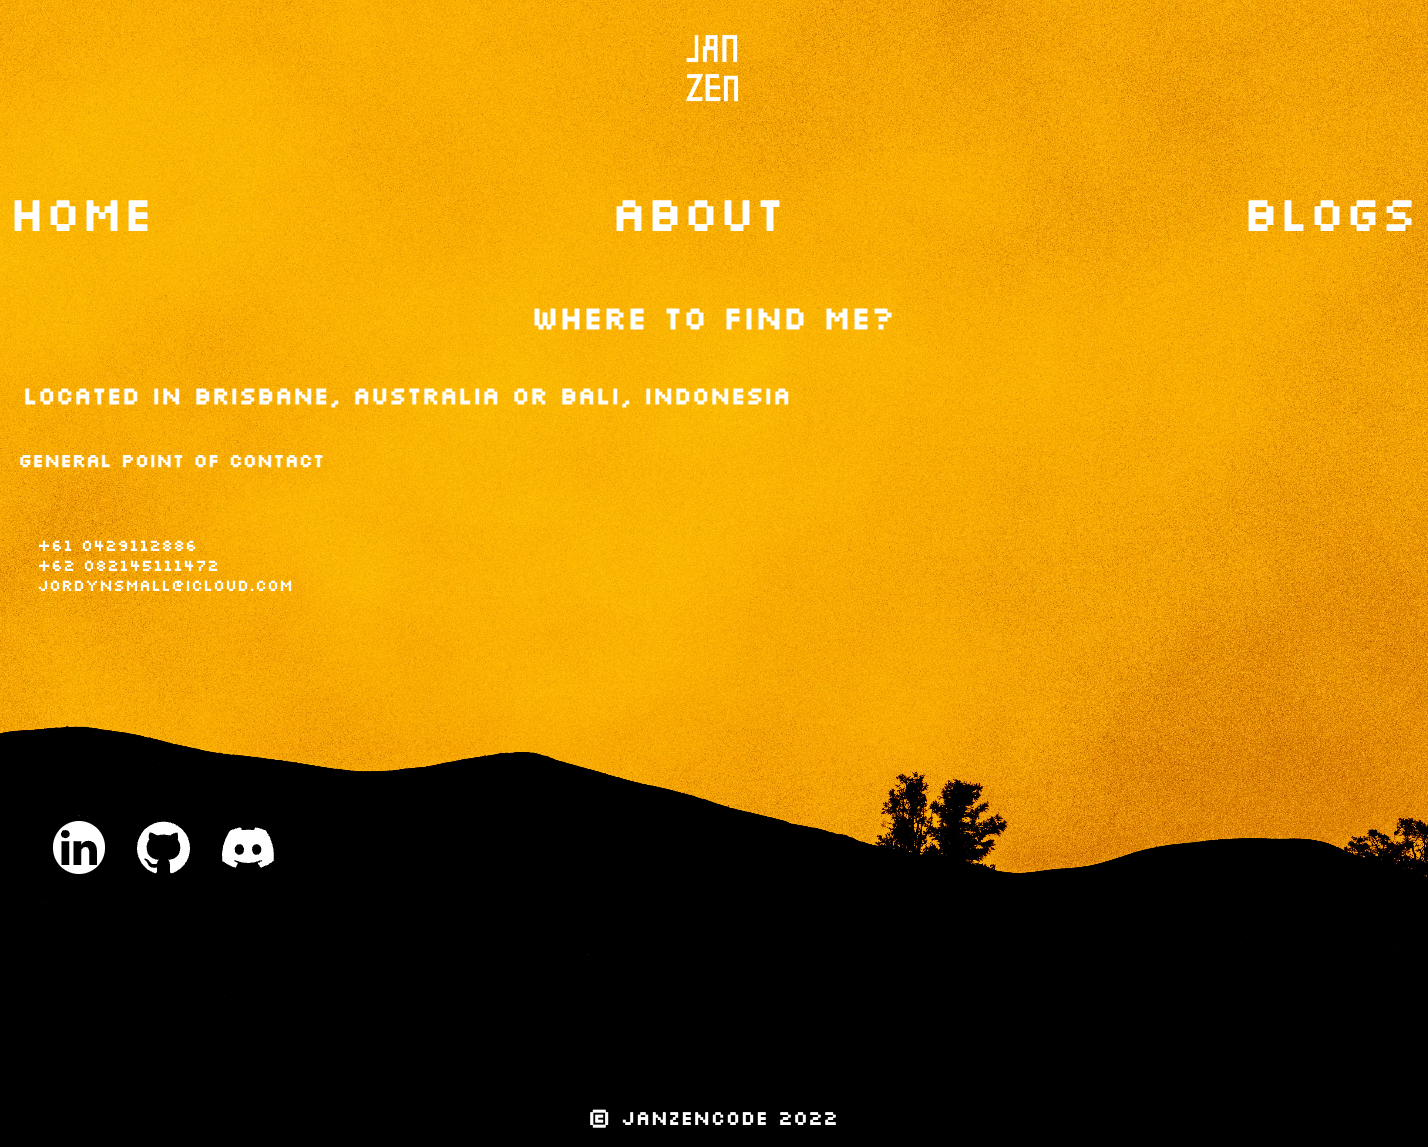 JAN
ZEN
HOME ABOUT BLOGS
WHERE TO FIND ME?
LOCATED IN BRISBANE, AUSTRALIA OR BALI, INDONESIA
GENERAL POINT OF CONTACT
+61 0429112886
+62 082145111472
JORDYNSMALL@ICLOUD.COM
in
© JANZENCODE 2022